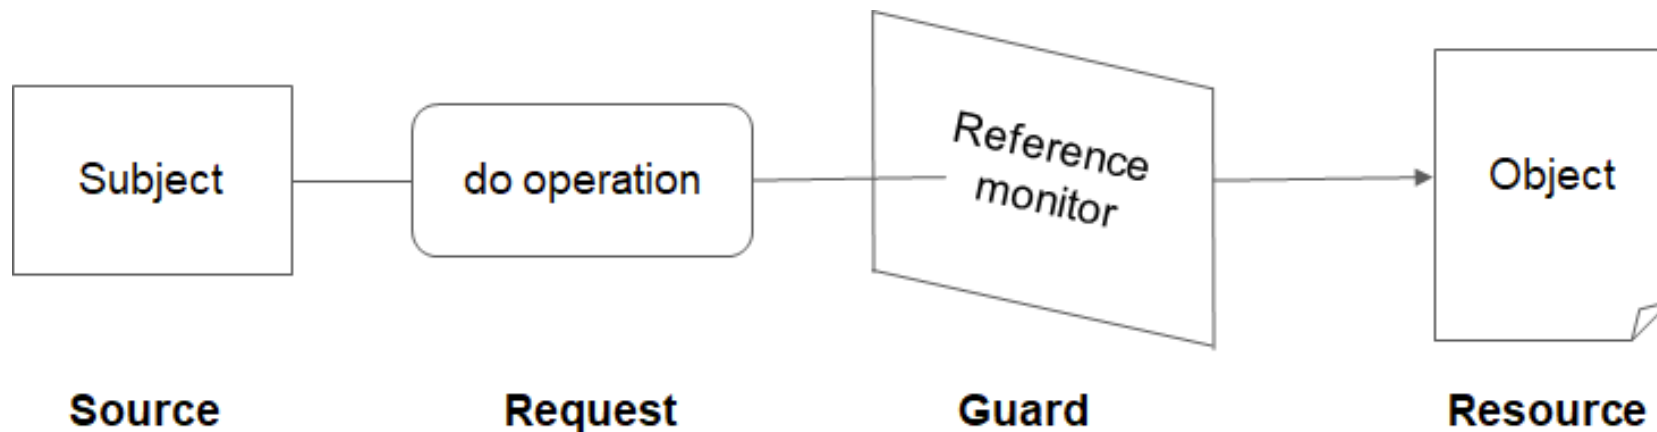 Subject
do operation
Reference
monitor
Object
Source
Request
Guard
Resource